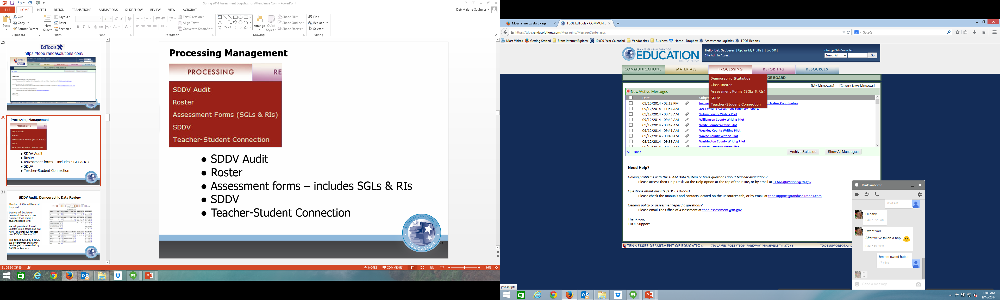 Spring 2014 Assessment Logistics for Attendance Conf - PowerPoint
FILE HOME INSERT DESIGN TRANSITIONS ANIMATIONS SLIDE SHOW REVIEW VIEW ACROBAT
Deb Malone-Sauberer
Paste
Cut
Copy
Format Painter
Clipboard
New Slide
Layout
Reset
Section
Slides
14
B I U S abc AV Aa A
Font
Text Direction
Align Text
Convert to SmartArt
Paragraph
Arrange
Quick Styles
Shape Fill
Shape Outline
Shape Effects
Drawing
Find
Replace
Select
Editing
29
EdTools
https://tdoe.randasolutions.com/
Need Help?
30
Processing Management
PROCESSING RE
SDDV Audit
Roster
Assessment Forms (SGLs & RIs)
SDDV
Teacher-Student Connection
● SDDV Audit
● Roster
● Assessment forms – includes SGLs & RIs
● SDDV
● Teacher-Student Connection
31
SDDV Audit: Demographic Data Review
The data of 2/14 will be used
for pre-id.
Districts will be able to
download data at a school
summary level and at a
student specific level.
We will provide additional
updates in mid-March and mid-
April. The final pull for post-
test SDDV will be May 2nd.
This data is pulled by a TDOE
EIS programmer and cannot
be changed or researched by
RANDA or Pearson.
Processing Management
PROCESSING RE
SDDV Audit
Roster
Assessment Forms (SGLs & RIs)
SDDV
Teacher-Student Connection
● SDDV Audit
● Roster
● Assessment forms – includes SGLs & RIs
● SDDV
● Teacher-Student Connection
TENNESSEE DEPARTMENT OF
EDUCATION
30
SLIDE 30 OF 85
NOTES COMMENTS 116%
Mozilla Firefox Start Page
TDOE EdTools • COMMUN...
https://tdoe.randasolutions.com/Messaging/MessageCenter.aspx
Google
Most Visited Getting Started From Internet Explorer 10,000-Year Calendar! Vendor sites Business Home - Dropbox Assessment Logistics TDOE Reports
TENNESSEE DEPARTMENT OF
EDUCATION
FIRST TO THE TOP
Hello, Deb Sauberer [ Update My Profile ] [ Log Off ]
Site Admin Access
Change Site View To:
Search All Go
COMMUNICATIONS MATERIALS PROCESSING REPORTING RESOURCES
Demographic Statistics
Class Roster
Assessment Forms (SGLs & RIs)
SDDV
Teacher-Student Connection
GE BOARD
[MY MESSAGES] [CREATE NEW MESSAGE]
New/Active Messages
Date Subje
09/15/2014 - 02:12 PM Increas t Testing Coordinators
09/12/2014 - 11:54 AM - 2014 Writing Assessment Summary Reports
09/12/2014 - 09:43 AM Wilson County Writing Pilot
09/12/2014 - 09:42 AM Williamson County Writing Pilot
09/12/2014 - 09:42 AM White County Writing Pilot
09/12/2014 - 09:41 AM Weakley County Writing Pilot
09/12/2014 - 09:40 AM Wayne County Writing Pilot
09/12/2014 - 09:39 AM Washington County Writing Pilot
09/12/2014 - 09:39 AM Warren County Writing Pilot
All None
Archive Selected Show All Messages
Need Help?
Having problems with the TEAM Data System or have questions about teacher evaluation?
Please access their Help Desk via the Help option at the top of their site, or by email at TEAM.questions@tn.gov
Questions about our site (TDOE EdTools)
Please check the manuals and contacts located on the Resources tab, or by email at tdoesupport@randasolutions.com
General policy or assessment-specific questions?
Please email The Office of Assessment at tned.assessment@tn.gov
Thank you,
TDOE Support
TENNESSEE DEPARTMENT OF EDUCATION 710 JAMES ROBERTSON PARKWAY, NASHVILLE TN 37243 TDOESUPPORT@RAND
Paul Sauberer
8:28 AM
Hi baby
Paul • 8:29 AM
I want you.
After we've taken a nap.
Paul • 36 mins
hmmm sweet huban
17 mins
Send a message...
javascript:;
10:09 AM
9/16/2014